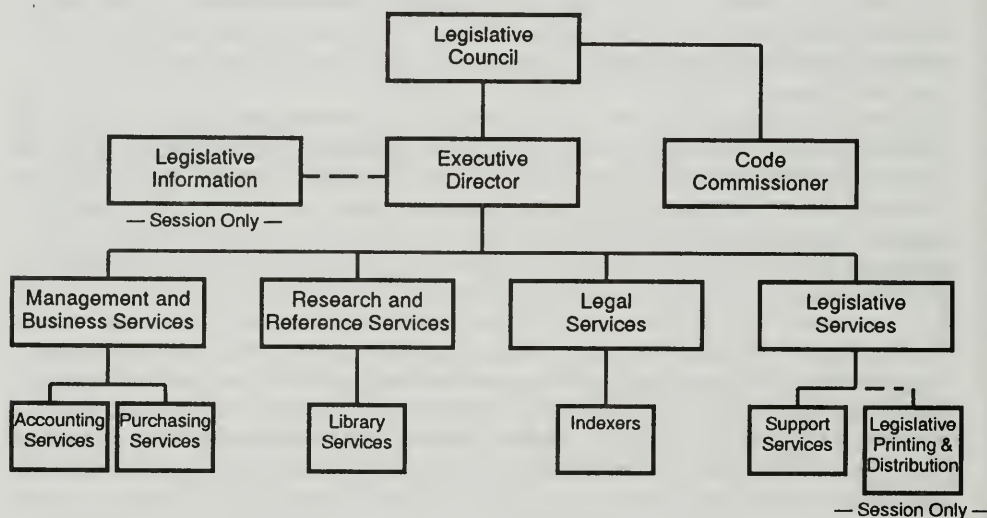 Legislative
Council
Legislative
Information
— Session Only —
Executive
Director
Code
Commissioner
Management and
Business Services
Research and
Reference Services
Legal
Services
Legislative
Services
Accounting
Services
Purchasing
Services
Library
Services
Indexers
Support
Services
Legislative
Printing &
Distribution
— Session Only —